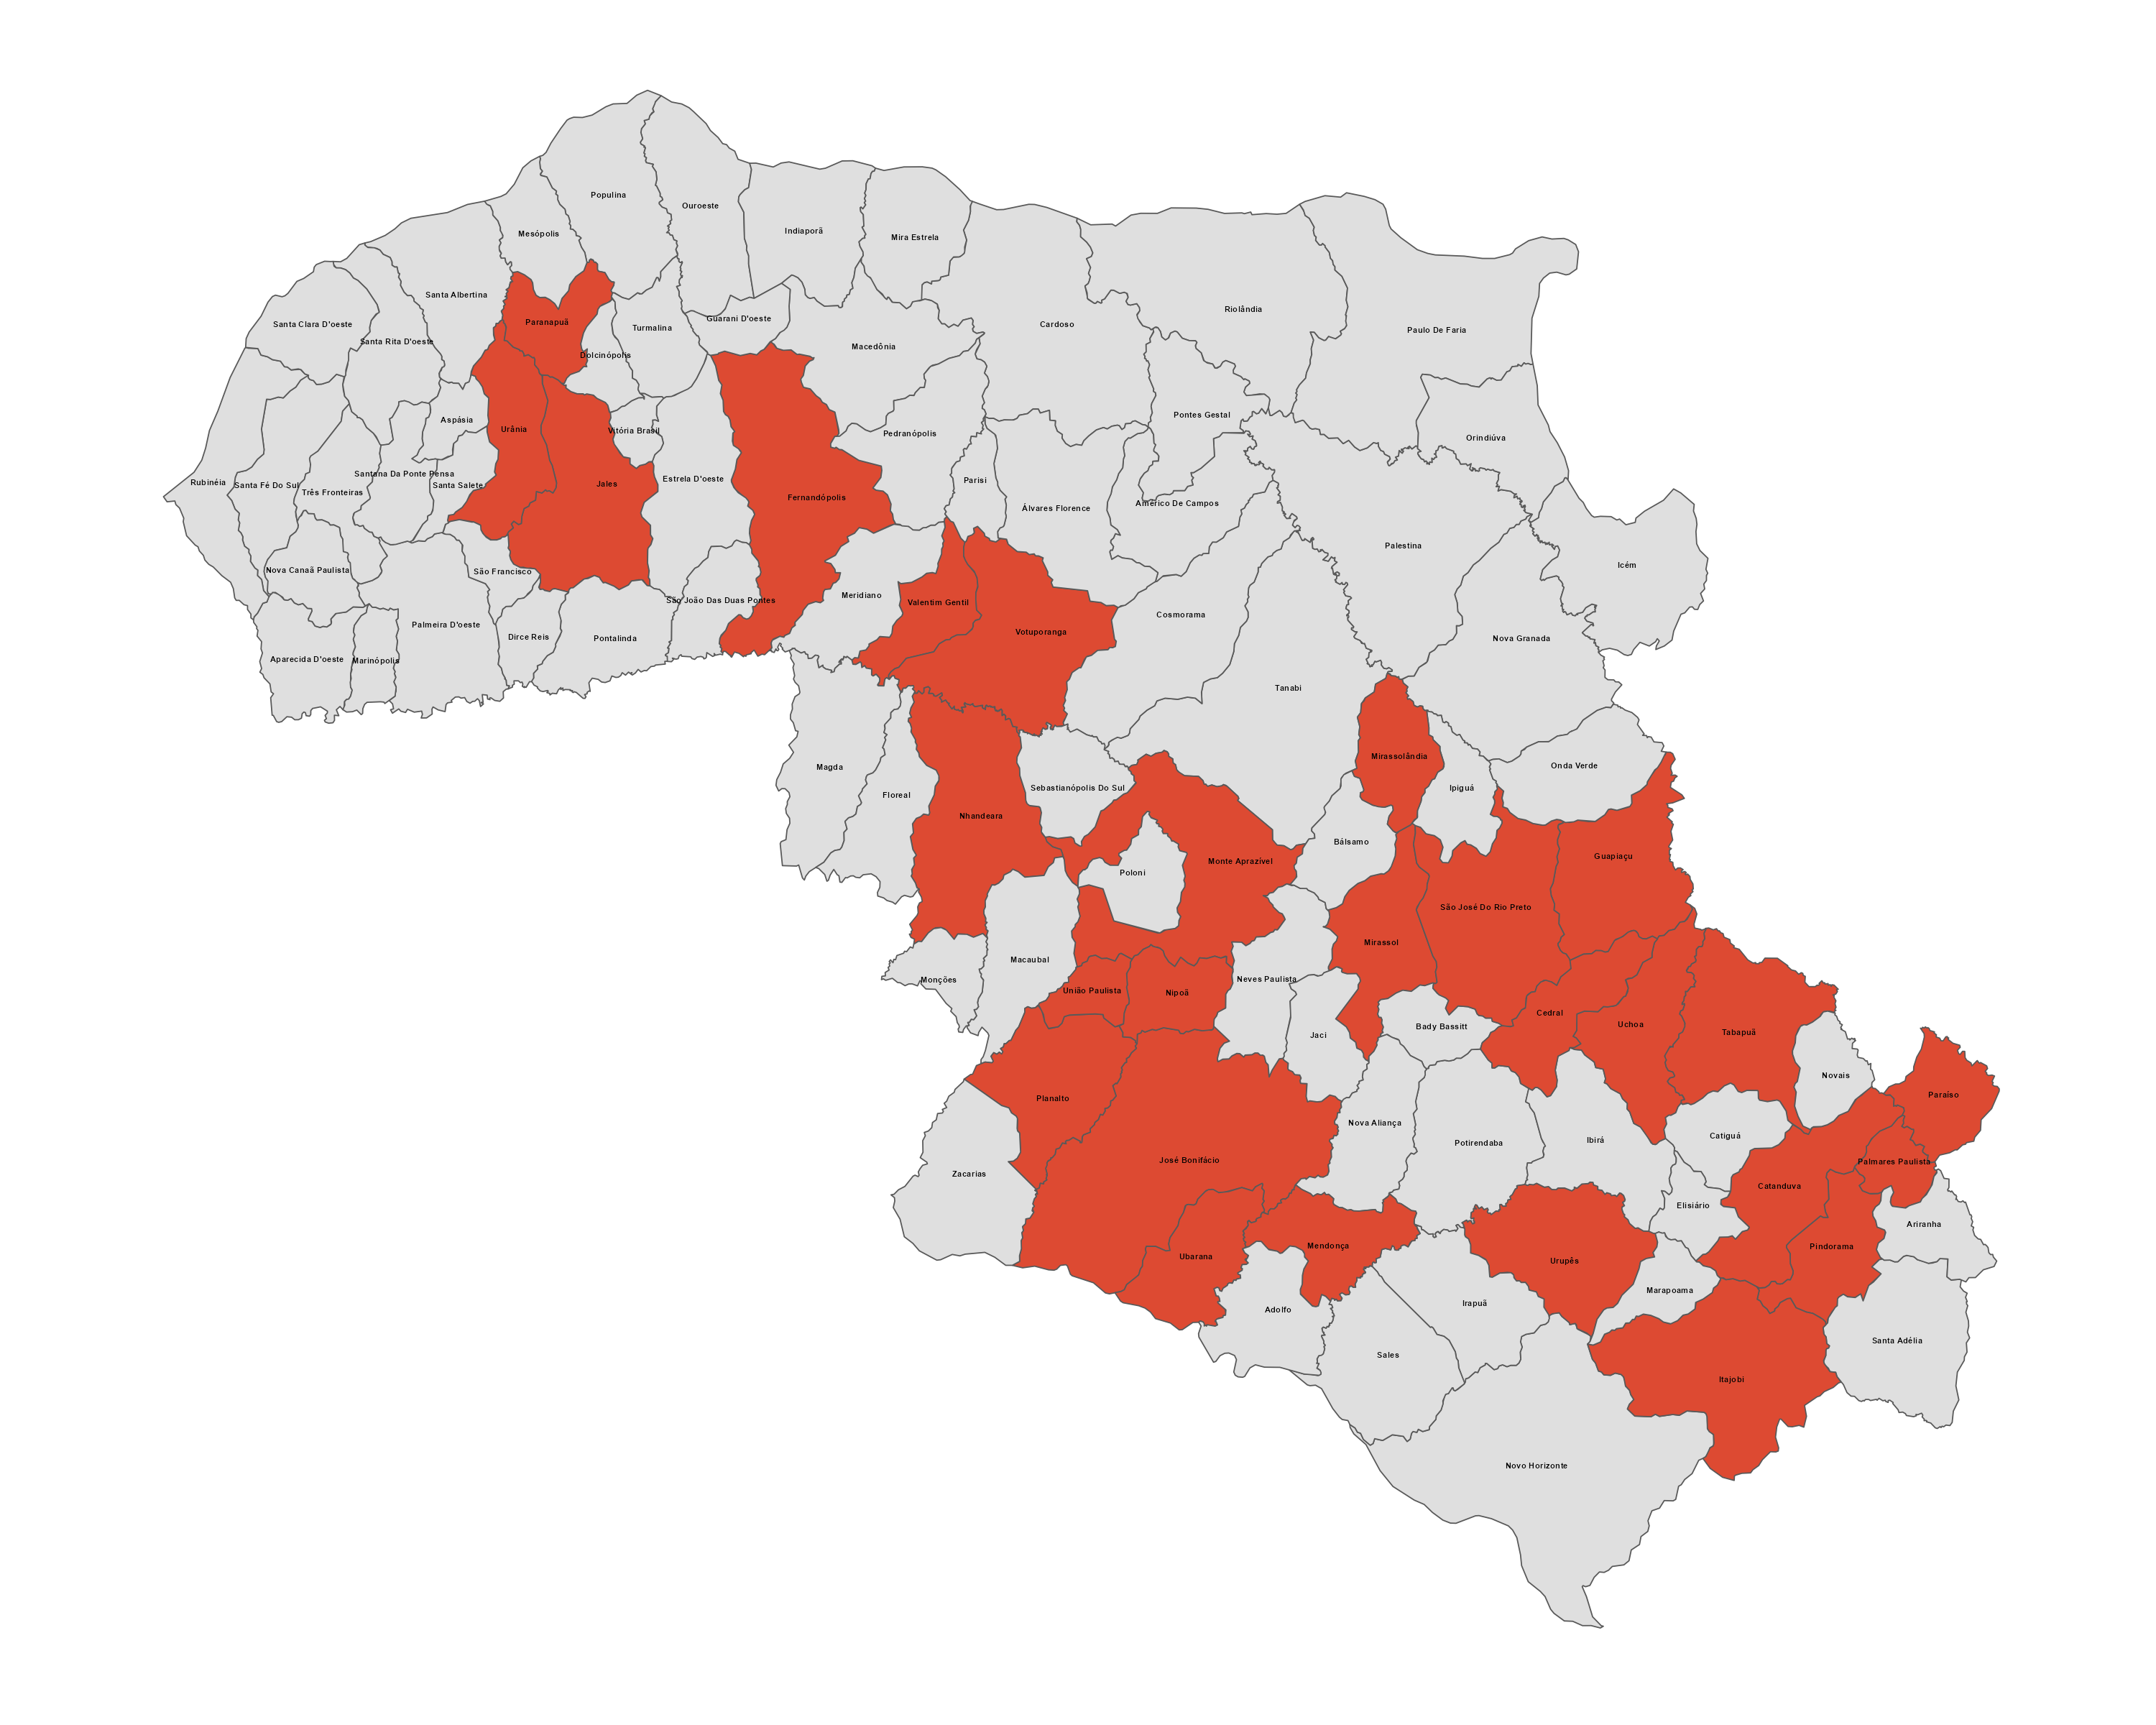 Populina
Ouroeste
Indiaporã
Mesópolis
Mira Estrela
Santa Albertina
Riolândia
Santa Clara D'oeste
Paranapuã
Guarani D'oeste
Cardoso
Turmalina
Paulo De Faria
Santa Rita D'oeste
Macedônia
Dolcinópolis
Pontes Gestal
Aspásia
Urânia
Vitória Brasil
Pedranópolis
Orindiúva
Santana Da Ponte Pensa
Estrela D'oeste
Parisi
Rubinéia
Santa Fé Do Sul
Santa Salete
Jales
Três Fronteiras
Fernandópolis
Américo De Campos
Álvares Florence
Palestina
Icém
Nova Canaã Paulista
São Francisco
Meridiano
São João Das Duas Pontes
Valentim Gentil
Cosmorama
Palmeira D'oeste
Votuporanga
Dirce Reis
Pontalinda
Nova Granada
Aparecida D'oeste
Marinópolis
Tanabi
Mirassolândia
Onda Verde
Magda
Sebastianópolis Do Sul
Ipiguá
Floreal
Nhandeara
Bálsamo
Guapiaçu
Monte Aprazível
Poloni
São José Do Rio Preto
Mirassol
Macaubal
Monções
Neves Paulista
União Paulista
Nipoã
Cedral
Uchoa
Bady Bassitt
Tabapuã
Jaci
Novais
Paraíso
Planalto
Nova Aliança
Catiguá
Ibirá
Potirendaba
José Bonifácio
Palmares Paulista
Zacarias
Catanduva
Elisiário
Ariranha
Mendonça
Pindorama
Ubarana
Urupês
Marapoama
Irapuã
Adolfo
Santa Adélia
Sales
Itajobi
Novo Horizonte